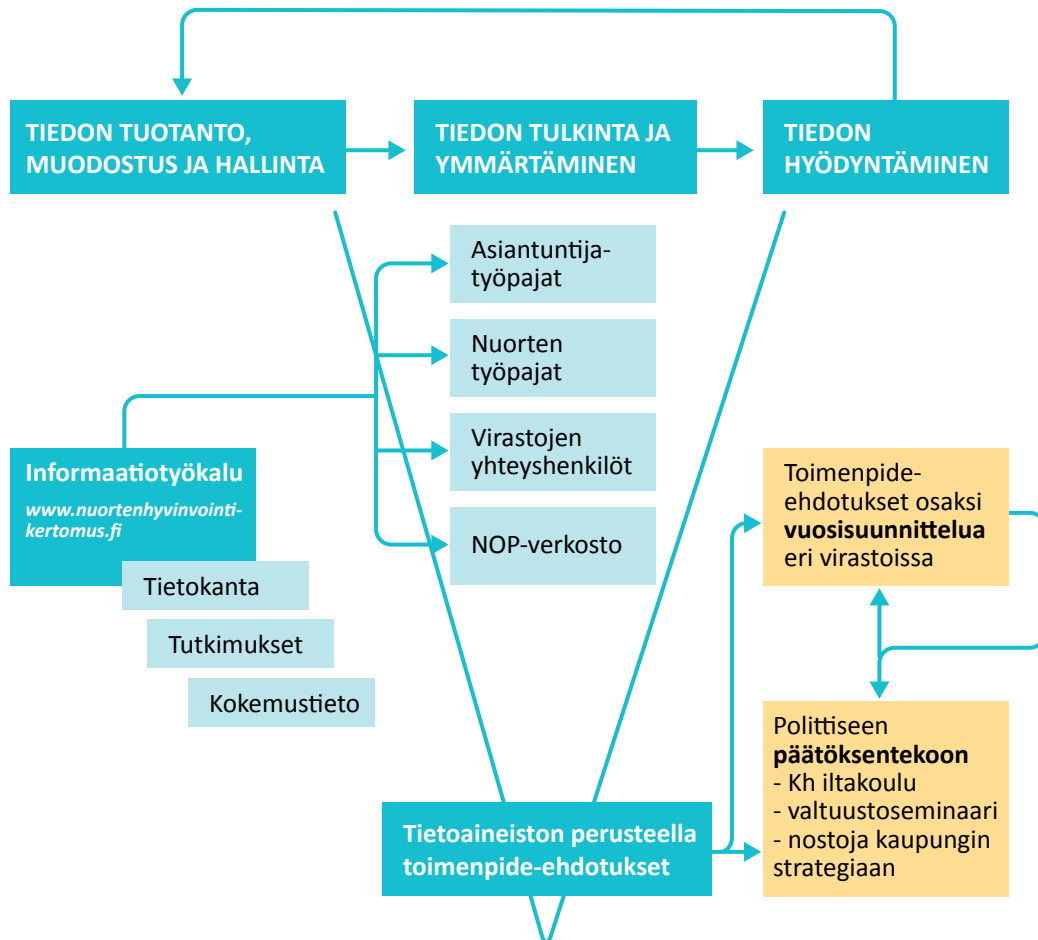 TIEDON TUOTANTO,
MUODOSTUS JA HALLINTA
TIEDON TULKINTA JA
YMMÄRTÄMINEN
TIEDON
HYÖDYNTÄMINEN
Asiantuntija-
työpajat
Nuorten
työpajat
Virastojen
yhteyshenkilöt
NOP-verkosto
Informaatiotyökalu
www.nuortenhyvinvointi-
kertomus.fi
Tietokanta
Tutkimukset
Kokemustieto
Toimenpide-
ehdotukset osaksi
vuosisuunnittelua
eri virastoissa
Polittiseen
päätöksentekoon
- Kh iltakoulu
- valtuustoseminaari
- nostoja kaupungin
strategiaan
Tietoaineiston perusteella
toimenpide-ehdotukset